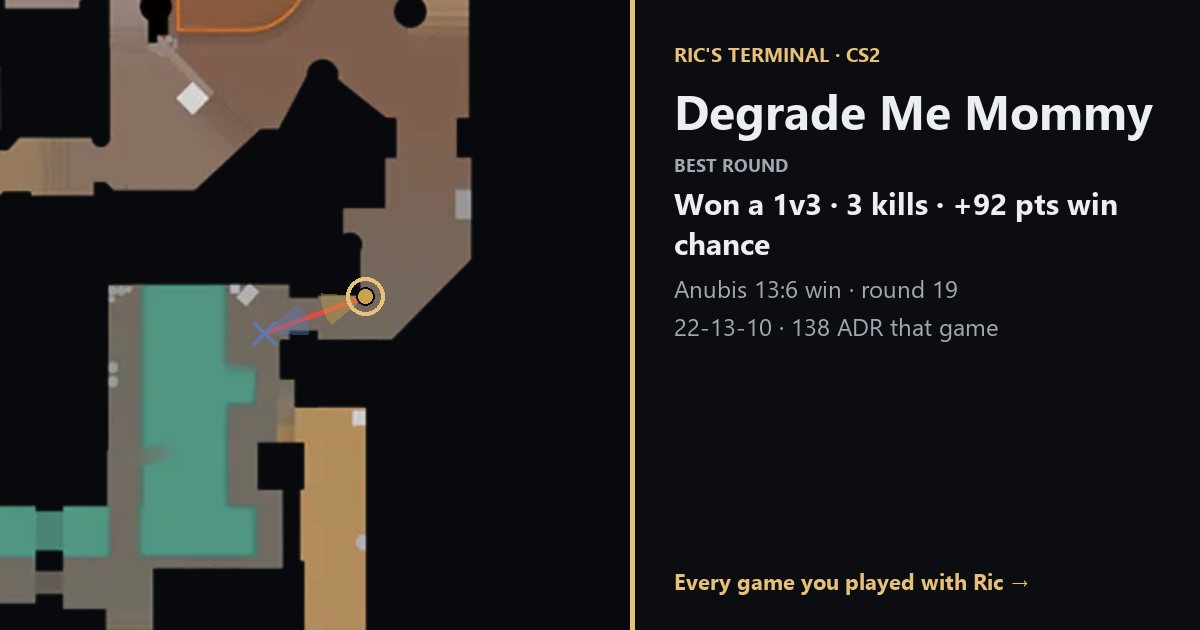 RIC'S TERMINAL · CS2
Degrade Me Mommy
BEST ROUND
Won a 1v3 · 3 kills · +92 pts win
chance
Anubis 13:6 win · round 19
22-13-10 · 138 ADR that game
Every game you played with Ric →